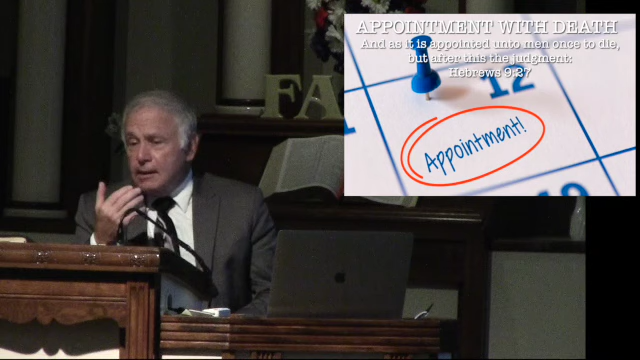 APPOINTMENT WITH DEATH
And as it is appointed unto men once to die,
but after this the judgment:
Hebrews 9:27
12
Appointment!
FA